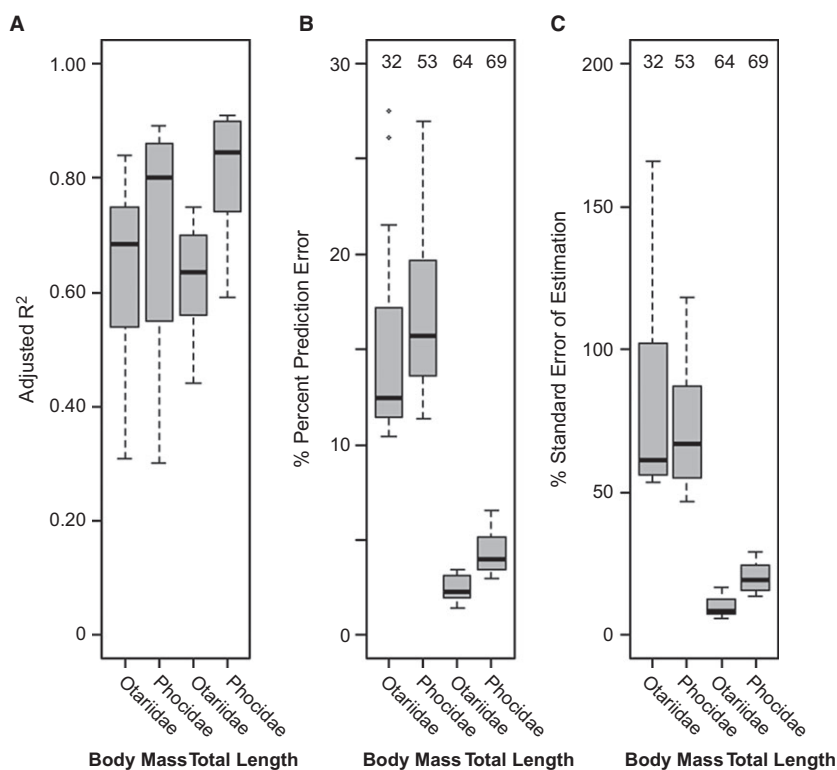 A
Adjusted R²
1.00
0.80
0.60
0.40
0.20
0
Otariidae
Phocidae
Otariidae
Phocidae
Body Mass Total Length
B
% Percent Prediction Error
32 53 64 69
30
20
10
0
Otariidae
Phocidae
Otariidae
Phocidae
Body Mass Total Length
C
% Standard Error of Estimation
32 53 64 69
200
150
100
50
0
Otariidae
Phocidae
Otariidae
Phocidae
Body Mass Total Length